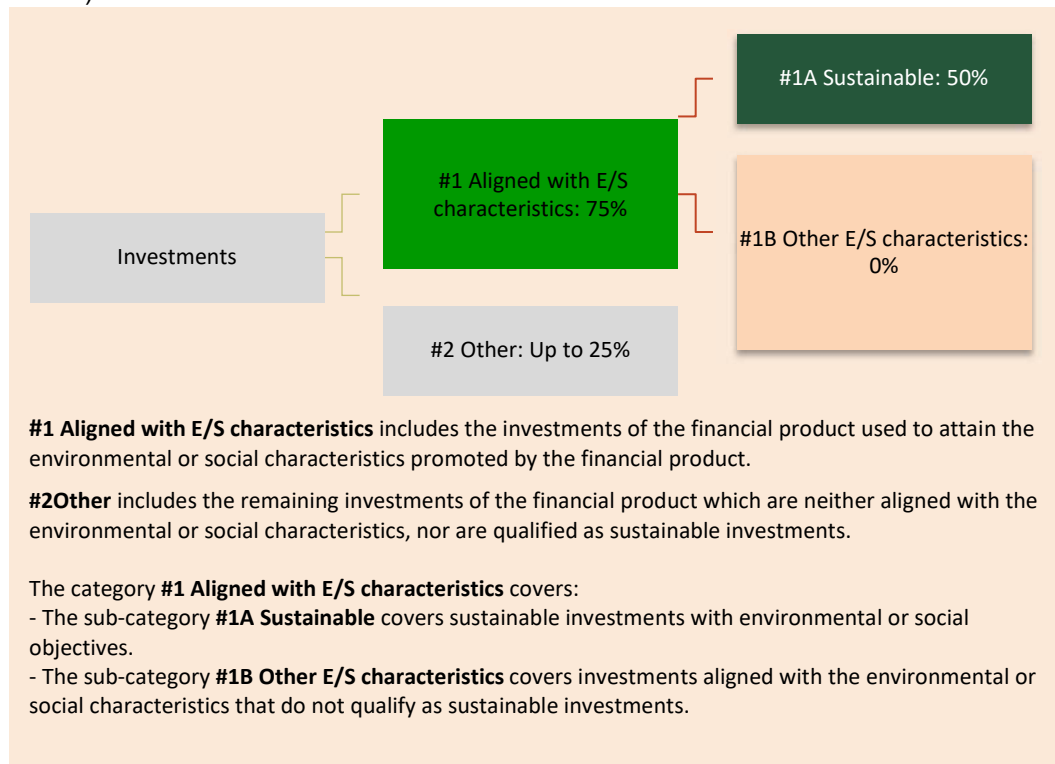 #1A Sustainable: 50%
#1 Aligned with E/S
characteristics: 75%
#1B Other E/S characteristics:
0%
Investments
#2 Other: Up to 25%
#1 Aligned with E/S characteristics includes the investments of the financial product used to attain the
environmental or social characteristics promoted by the financial product.
#2Other includes the remaining investments of the financial product which are neither aligned with the
environmental or social characteristics, nor are qualified as sustainable investments.
The category #1 Aligned with E/S characteristics covers:
- The sub-category #1A Sustainable covers sustainable investments with environmental or social
objectives.
- The sub-category #1B Other E/S characteristics covers investments aligned with the environmental or
social characteristics that do not qualify as sustainable investments.